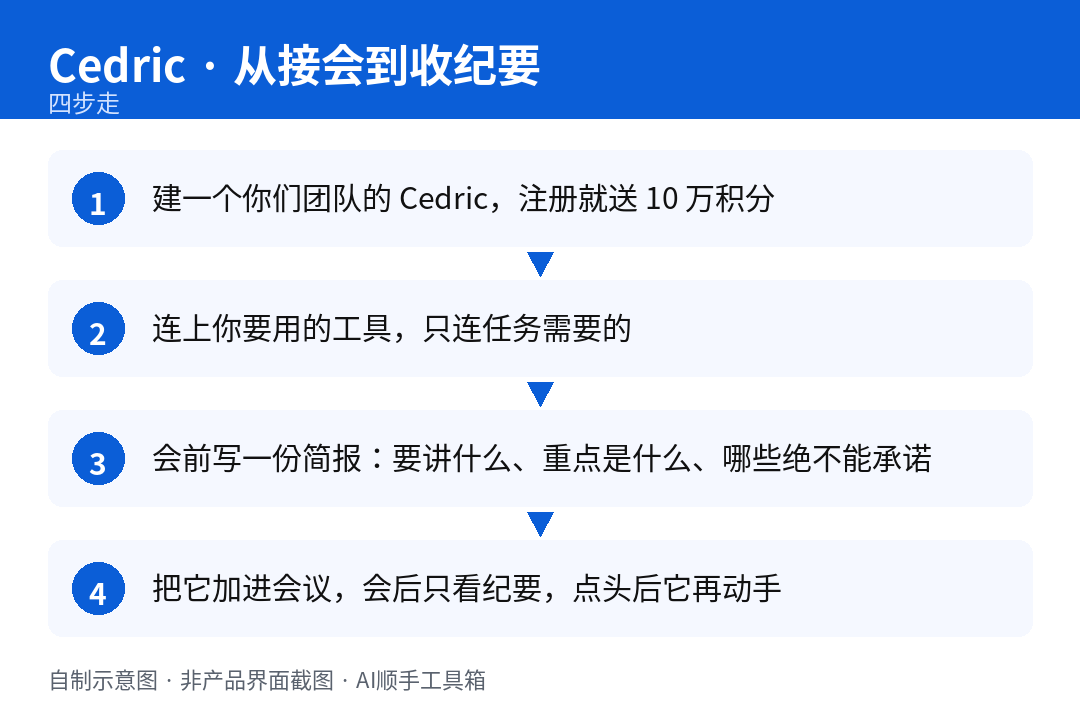 Cedric · 从接会到收纪要
四步走
1 建一个你们团队的 Cedric，注册就送 10 万积分
2 连上你要用的工具，只连任务需要的
3 会前写一份简报：要讲什么、重点是什么、哪些绝不能承诺
4 把它加进会议，会后只看纪要，点头后它再动手
自制示意图 · 非产品界面截图 · AI顺手工具箱